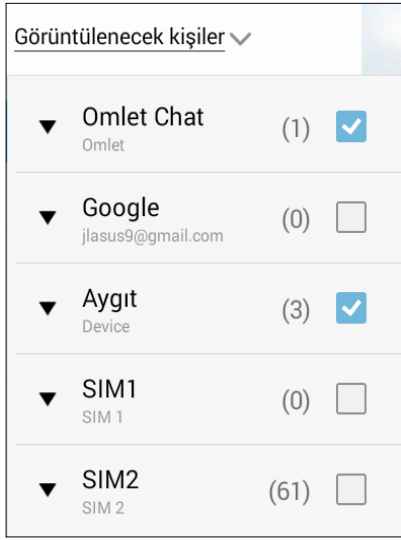 Görüntülenecek kişiler
Omlet Chat (1)
Omlet
Google (0)
jlasus9@gmail.com
Aygıt (3)
Device
SIM1 (0)
SIM 1
SIM2 (61)
SIM 2